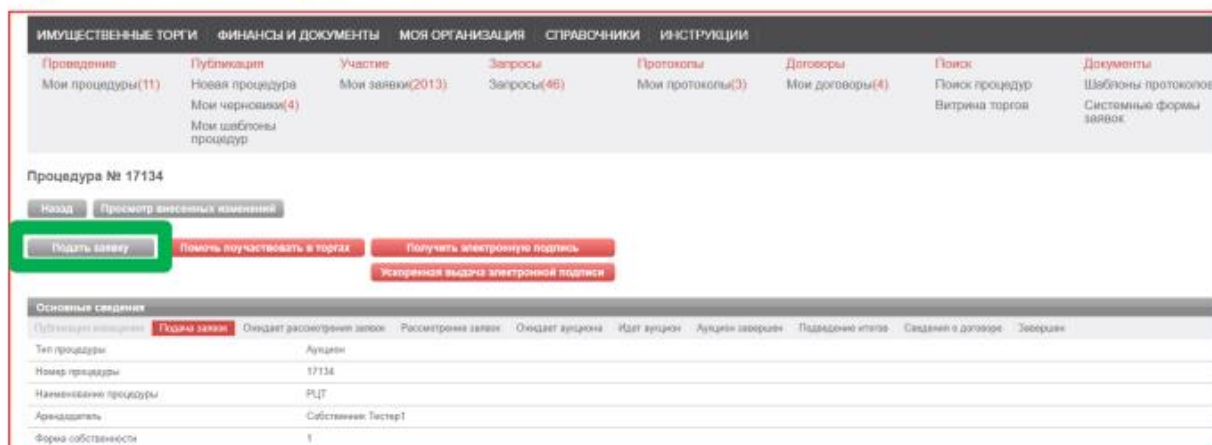 ИМУЩЕСТВЕННЫЕ ТОРГИ ФИНАНСЫ И ДОКУМЕНТЫ МОЯ ОРГАНИЗАЦИЯ СПРАВОЧНИКИ ИНСТРУКЦИИ
Проведение Публикация Участие Запросы Протоколы Договоры Поиск Документы
Мои процедуры(11) Новая процедура Мои заявки(2013) Запросы(46) Мои протоколы(3) Мои договоры(4) Поиск процедур Шаблоны протоколов
Мои черновики(4) Витрина торгов Системные формы заявок
Мои шаблоны процедур
Процедура № 17134
Назад Просмотр внесенных изменений
Подать заявку Помочь поучаствовать в торгах Получить электронную подпись
Ускоренная выдача электронной подписи
Основные сведения
Публикация извещения Подача заявок Ожидает рассмотрения заявок Рассмотрение заявок Ожидает аукциона Идет аукцион Аукцион завершен Подведение итогов Сведения о договоре Завершен
Тип процедуры Аукцион
Номер процедуры 17134
Наименование процедуры РЦТ
Арендодатель Собственник Тестер1
Форма собственности 1